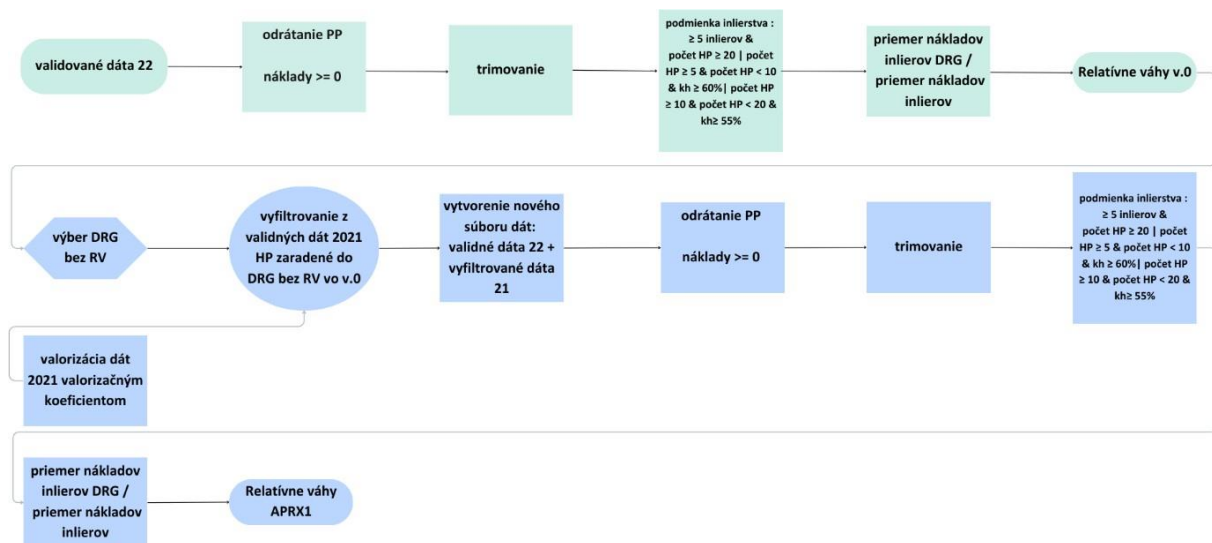 validované dáta 22
odrátanie PP
náklady >= 0
trimovanie
podmienka inlierstva :
≥ 5 inlierov &
počet HP ≥ 20 | počet
HP ≥ 5 & počet HP < 10
& kh ≥ 60%| počet HP
≥ 10 & počet HP < 20 &
kh≥ 55%
priemer nákladov
inlierov DRG /
priemer nákladov
inlierov
Relatívne váhy v.0
výber DRG
bez RV
vyfiltrovanie z
validných dát 2021
HP zaradené do
DRG bez RV vo v.0
vytvorenie nového
súboru dát:
validné dáta 22 +
vyfiltrované dáta
21
odrátanie PP
náklady >= 0
trimovanie
podmienka inlierstva :
≥ 5 inlierov &
počet HP ≥ 20 | počet
HP ≥ 5 & počet HP < 10
& kh ≥ 60%| počet HP
≥ 10 & počet HP < 20 &
kh≥ 55%
valorizácia dát
2021 valorizačným
koeficientom
priemer nákladov
inlierov DRG /
priemer nákladov
inlierov
Relatívne váhy
APRX1